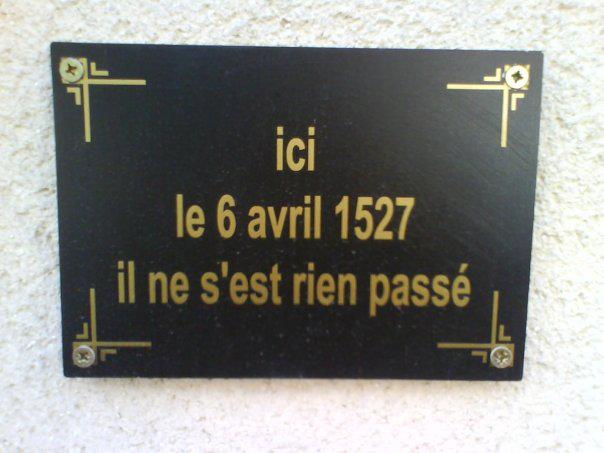 ici
le 6 avril 1527
il ne s'est rien passé